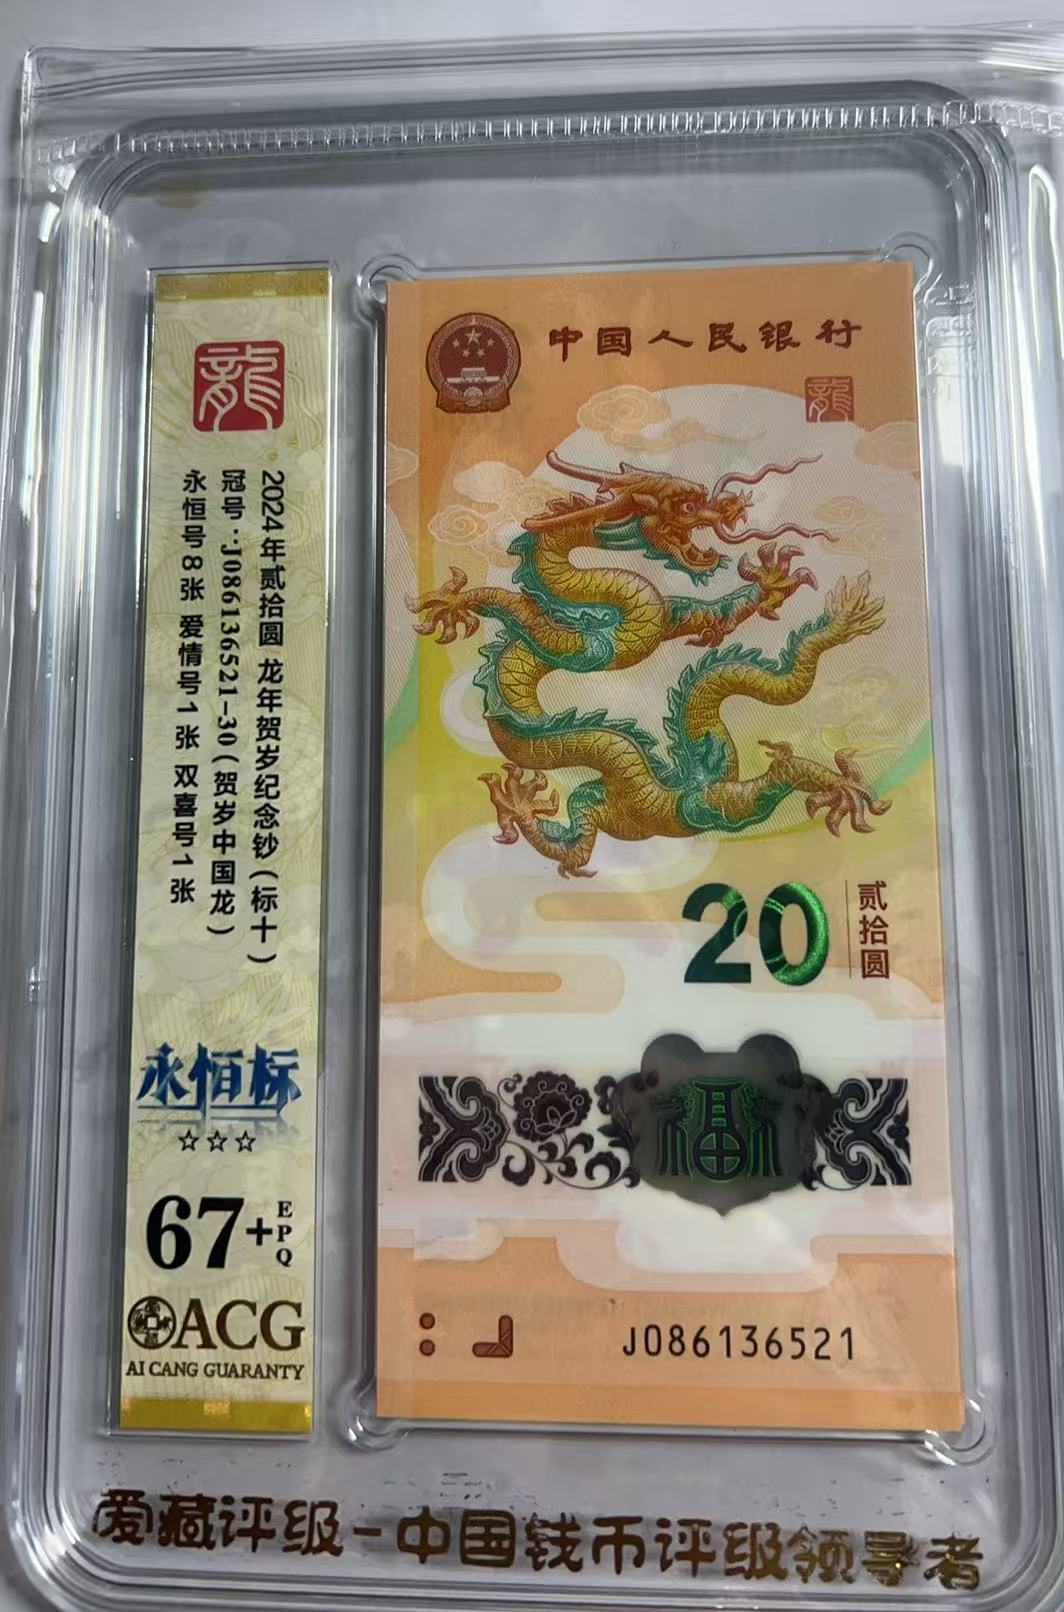 龍
2024年贰拾圆 龙年贺岁纪念钞(标十)
冠号:J086136521-30(贺岁中国龙)
永恒号8张 爱情号1张 双喜号1张
永恒标
☆☆☆
67+EPQ
ACG
AI CANG GUARANTY
中国人民银行
龍
20
贰拾圆
福
J086136521
爱藏评级-中国钱币评级领导者